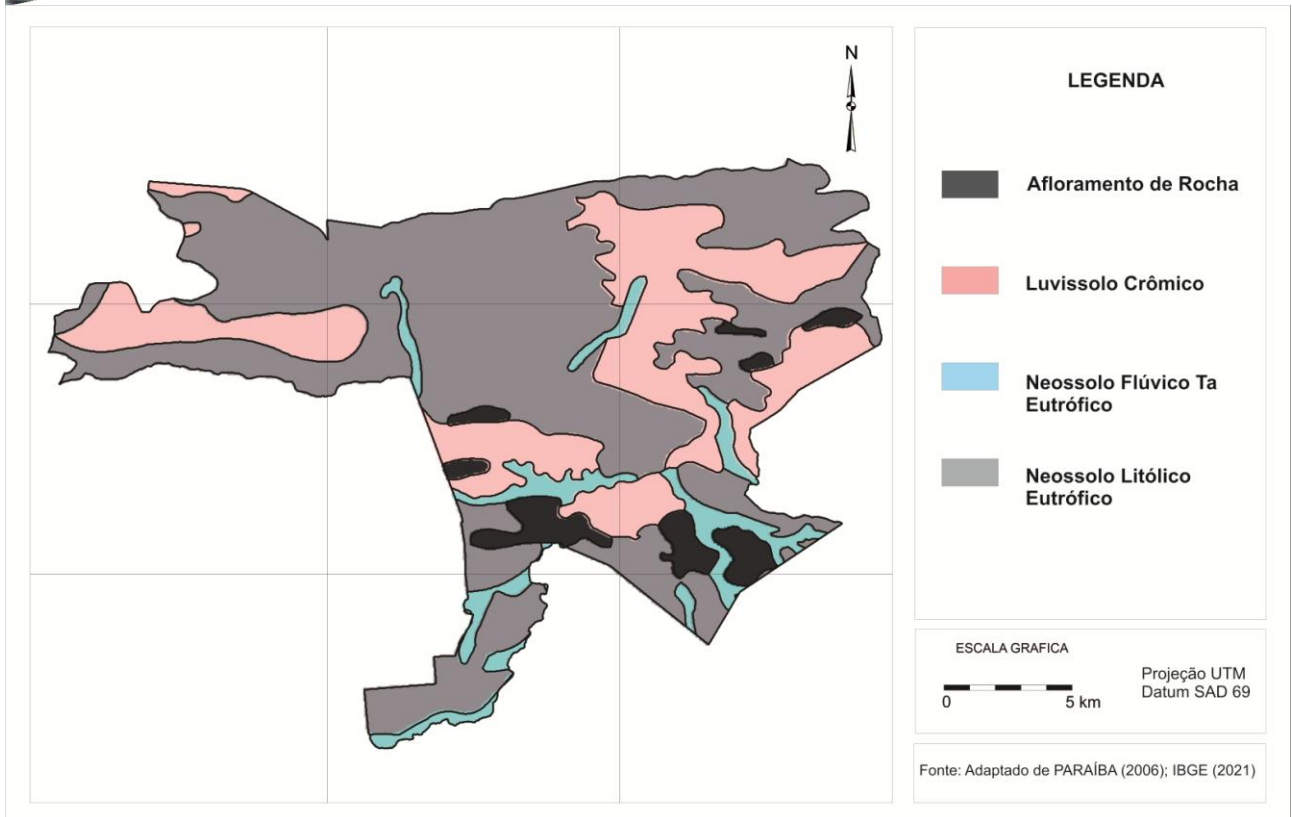 N
LEGENDA
Afloramento de Rocha
Luvissolo Crômico
Neossolo Flúvico Ta
Eutrófico
Neossolo Litólico
Eutrófico
ESCALA GRAFICA
0 5 km
Projeção UTM
Datum SAD 69
Fonte: Adaptado de PARAÍBA (2006); IBGE (2021)